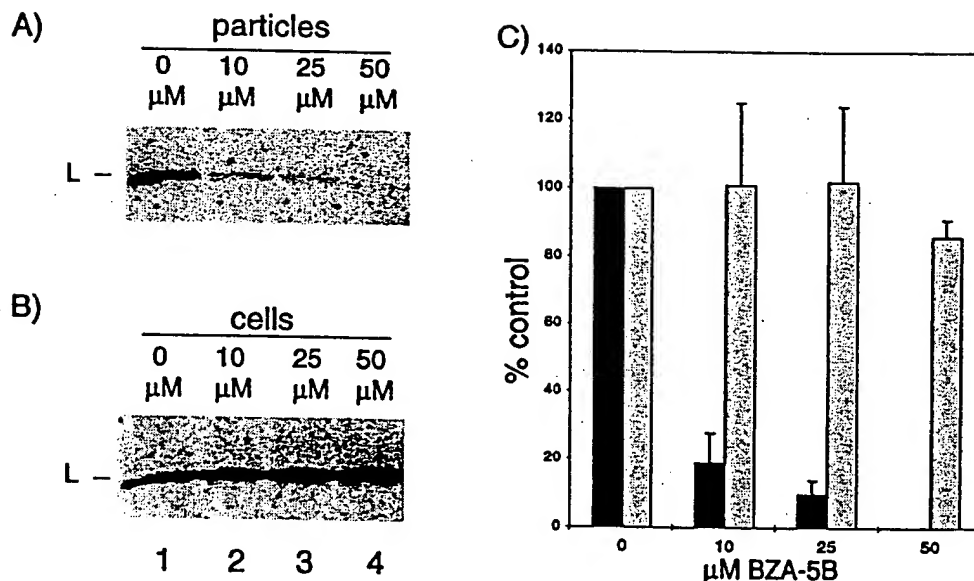 A)
particles
0 10 25 50
μM μM μM μM
L –
B)
cells
0 10 25 50
μM μM μM μM
L –
1 2 3 4
C)
140
120
100
80
60
40
20
0
% control
0 10 25 50
μM BZA-5B